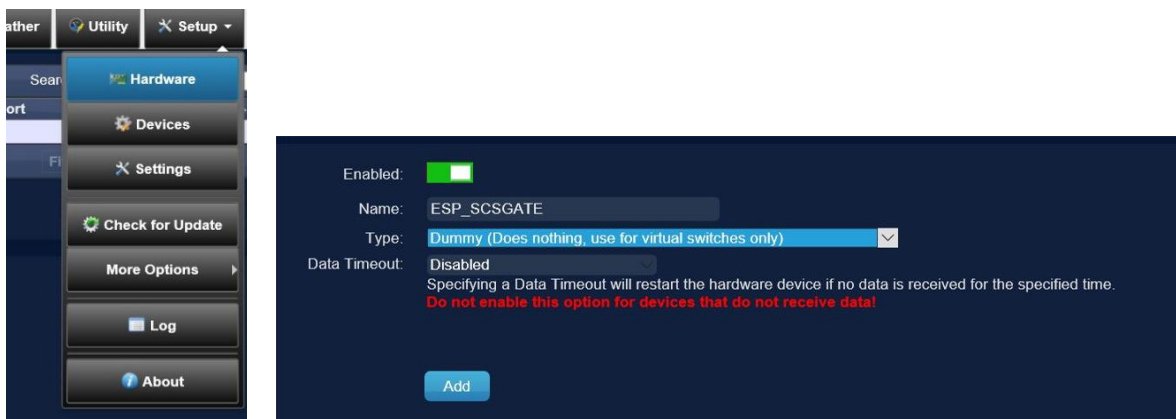 ather Utility Setup
Sear
Hardware
ort
Devices
Fi
Settings
Check for Update
More Options
Log
About
Enabled:
Name: ESP_SCSGATE
Type: Dummy (Does nothing, use for virtual switches only)
Data Timeout: Disabled
Specifying a Data Timeout will restart the hardware device if no data is received for the specified time.
Do not enable this option for devices that do not receive data!
Add